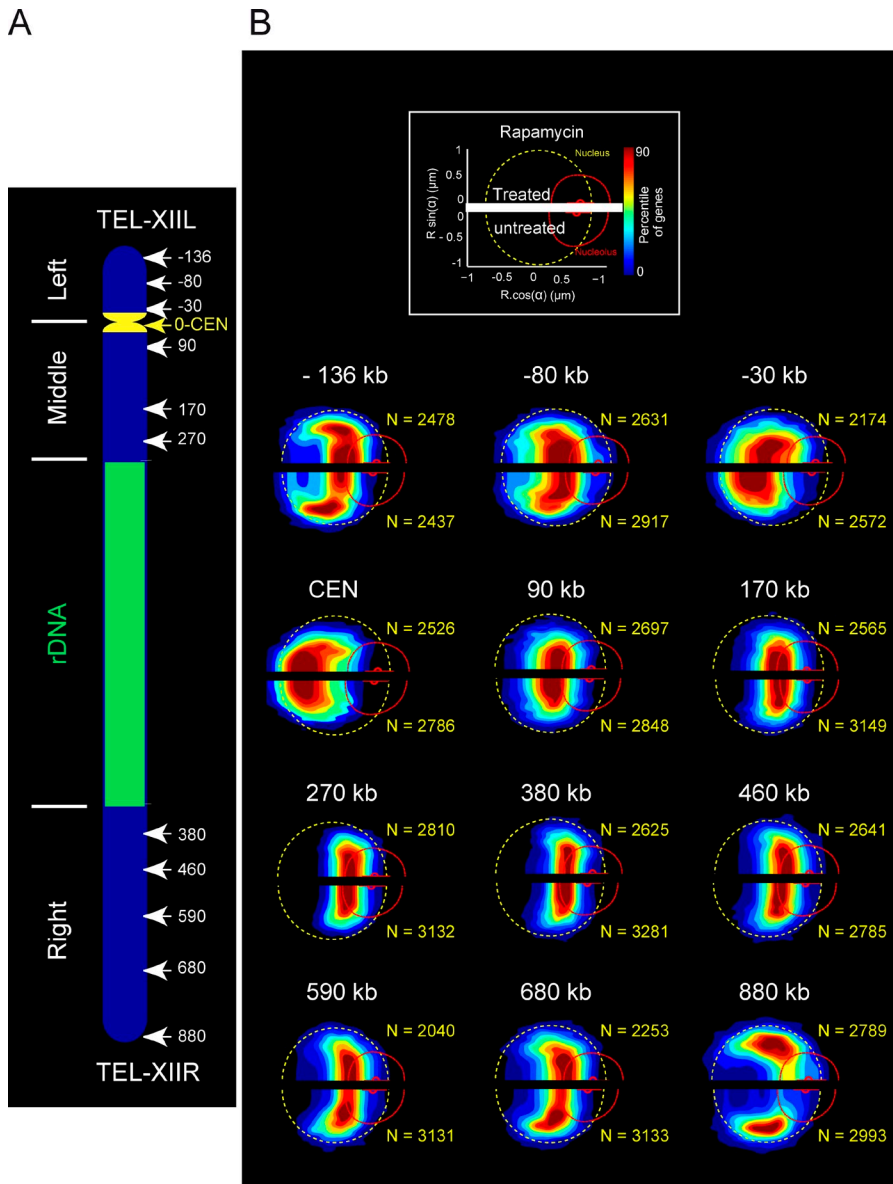 A
B
TEL-XIIL
Left
Middle
rDNA
Right
-136
-80
-30
0-CEN
90
170
270
380
460
590
680
880
TEL-XIIR
Rapamycin
Nucleus
Treated
untreated
Nucleolus
R sin(α) (µm)
1
0.5
0
0
- 0.5
-1
−1
-0.5
0
0.5
−1
R.cos(α) (µm)
90
0
Percentile
of genes
- 136 kb
N = 2478
N = 2437
-80 kb
N = 2631
N = 2917
-30 kb
N = 2174
N = 2572
CEN
N = 2526
N = 2786
90 kb
N = 2697
N = 2848
170 kb
N = 2565
N = 3149
270 kb
N = 2810
N = 3132
380 kb
N = 2625
N = 3281
460 kb
N = 2641
N = 2785
590 kb
N = 2040
N = 3131
680 kb
N = 2253
N = 3133
880 kb
N = 2789
N = 2993